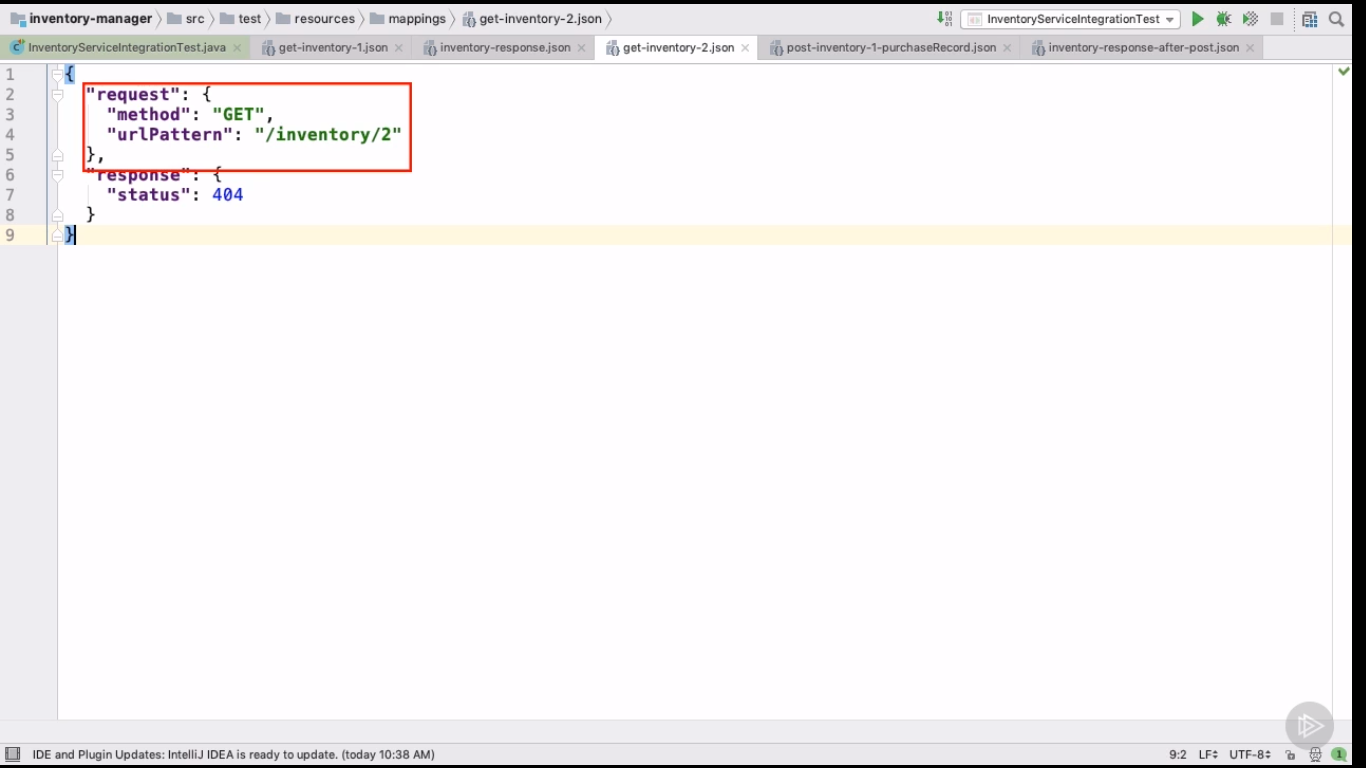 inventory-manager src test resources mappings get-inventory-2.json InventoryServiceIntegrationTest
InventoryServiceIntegrationTest.java get-inventory-1.json inventory-response.json get-inventory-2.json post-inventory-1-purchaseRecord.json inventory-response-after-post.json
1 {
2 "request": {
3 "method": "GET",
4 "urlPattern": "/inventory/2"
5 },
6 "response": {
7 "status": 404
8 }
9 }
IDE and Plugin Updates: IntelliJ IDEA is ready to update. (today 10:38 AM) 9:2 LF UTF-8 1